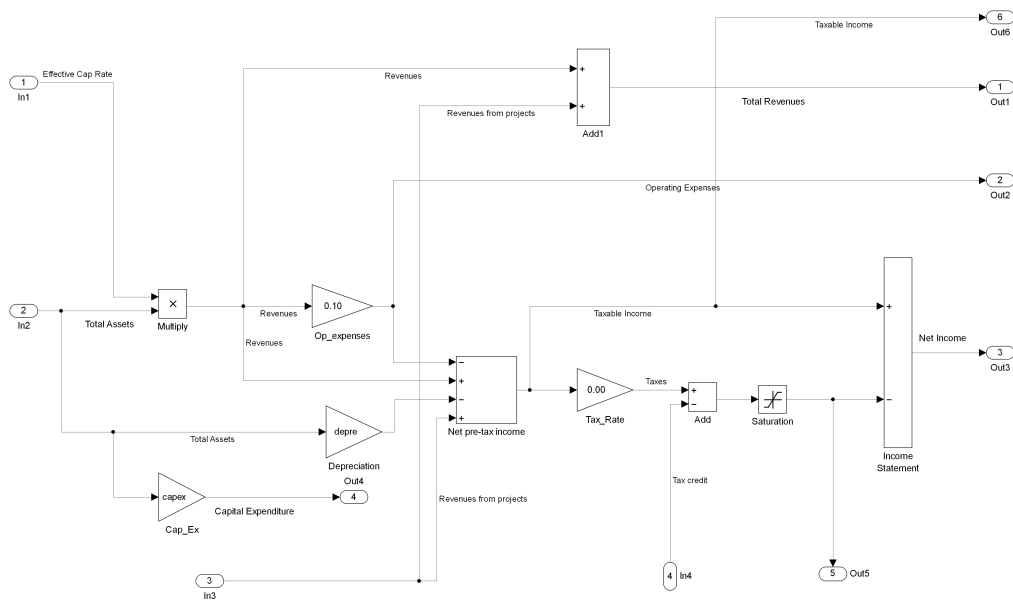 6
Taxable Income
Out6
Effective Cap Rate
1
In1
Revenues
+
+
Revenues from projects
Add1
1
Total Revenues
Out1
2
Operating Expenses
Out2
2
In2
Total Assets
×
Multiply
Revenues
Revenues
0.10
Op_expenses
Taxable Income
+
−
Net Income
3
Out3
Income
Statement
−
+
−
+
Net pre-tax income
0.00
Tax_Rate
Taxes
+
−
Add
Saturation
Total Assets
depre
Depreciation
Out4
4
capex
Cap_Ex
Capital Expenditure
Revenues from projects
Tax credit
3
In3
4
In4
5
Out5